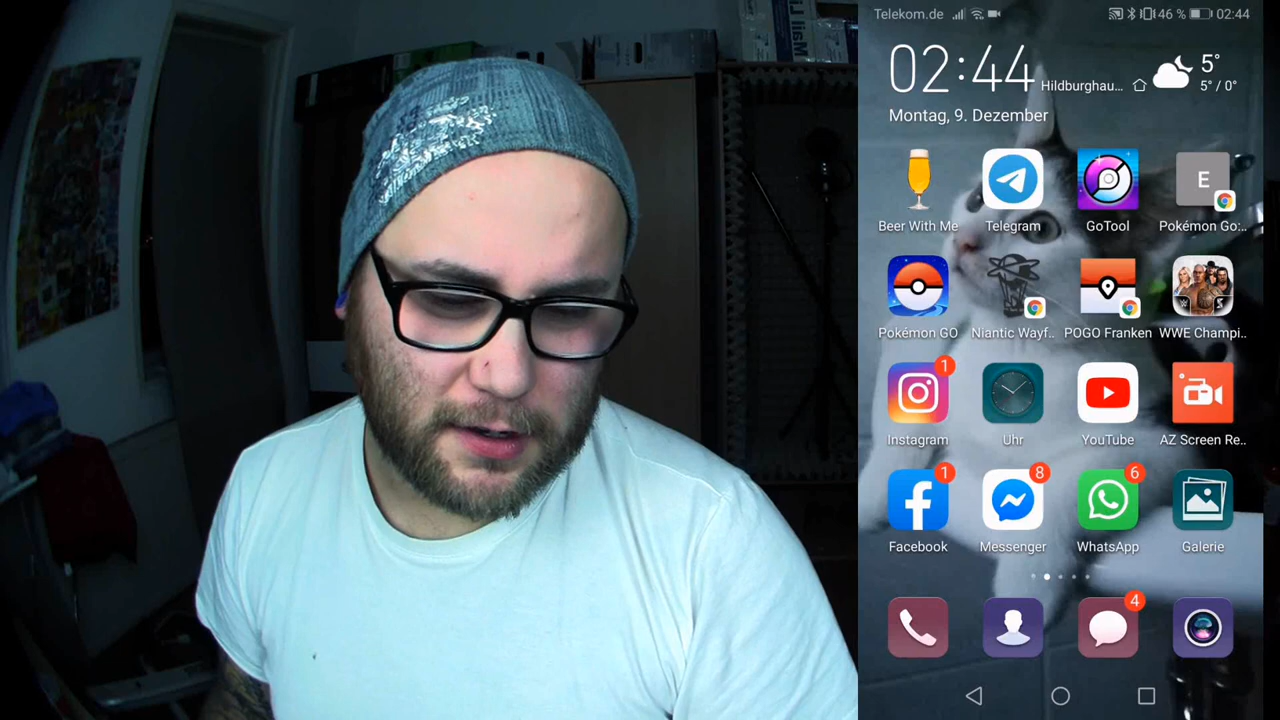 Telekom.de
46 %
02:44
02:44
Hildburghau...
5°
5° / 0°
Montag, 9. Dezember
Beer With Me
Telegram
GoTool
E
Pokémon Go:..
Pokémon GO
Niantic Wayf..
POGO Franken
WWE Champi..
1
Instagram
Uhr
YouTube
AZ Screen Re..
1
8
6
Facebook
Messenger
WhatsApp
Galerie
4